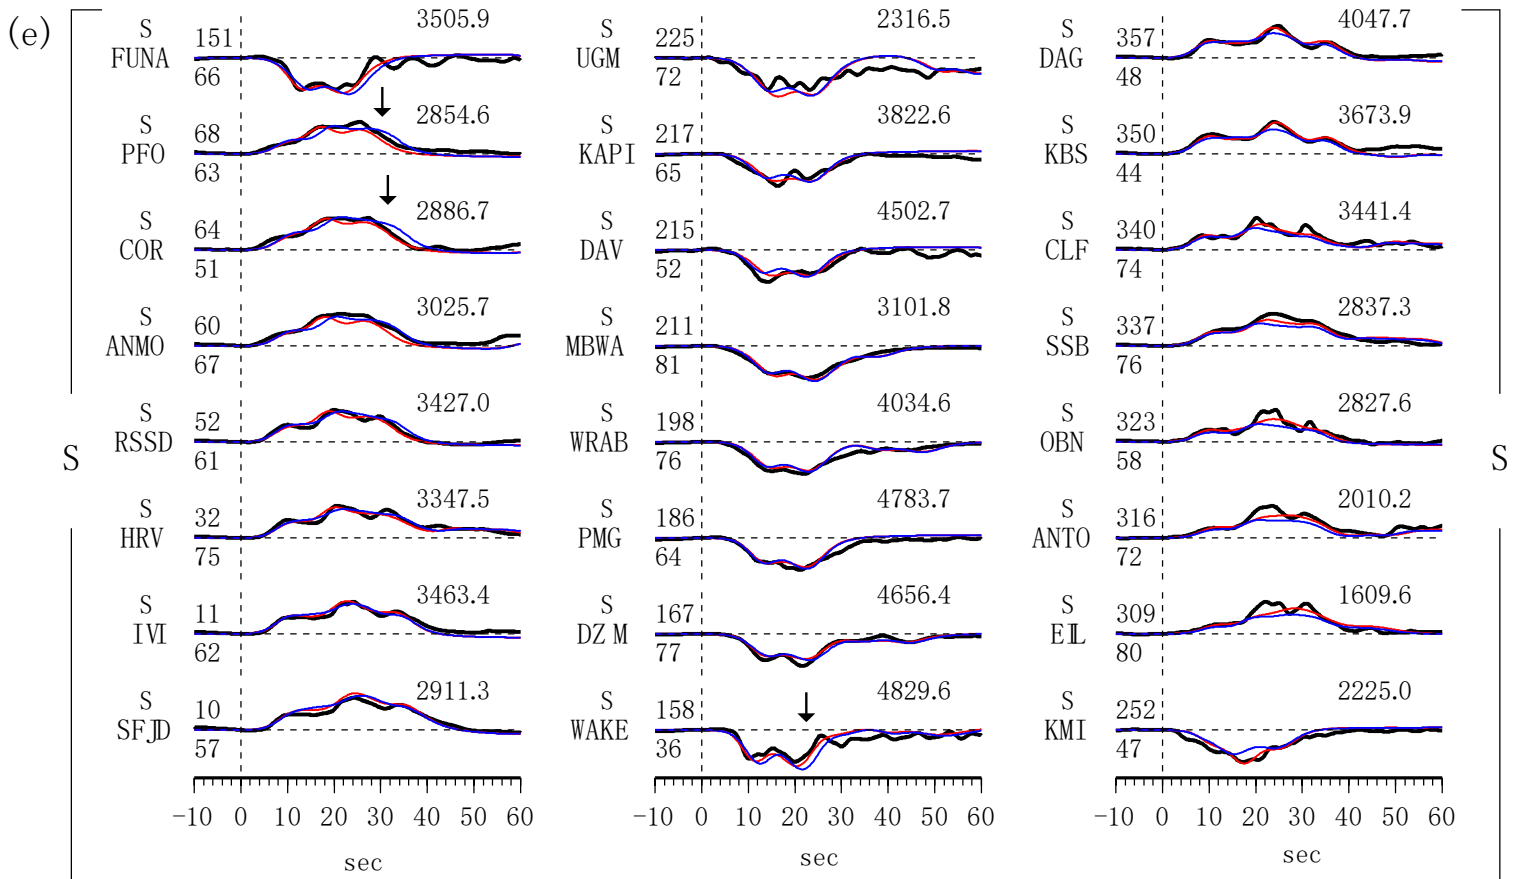 (e)
S
S
FUNA
151
66
3505.9
S
PFO
68
63
2854.6
S
COR
64
51
2886.7
S
ANMO
60
67
3025.7
S
RSSD
52
61
3427.0
S
HRV
32
75
3347.5
S
IVI
11
62
3463.4
S
SFJD
10
57
2911.3
-10 0 10 20 30 40 50 60
sec
S
UGM
225
72
2316.5
S
KAPI
217
65
3822.6
S
DAV
215
52
4502.7
S
MBWA
211
81
3101.8
S
WRAB
198
76
4034.6
S
PMG
186
64
4783.7
S
DZM
167
77
4656.4
S
WAKE
158
36
4829.6
-10 0 10 20 30 40 50 60
sec
S
DAG
357
48
4047.7
S
KBS
350
44
3673.9
S
CLF
340
74
3441.4
S
SSB
337
76
2837.3
S
OBN
323
58
2827.6
S
ANTO
316
72
2010.2
S
EIL
309
80
1609.6
S
KMI
252
47
2225.0
-10 0 10 20 30 40 50 60
sec
S